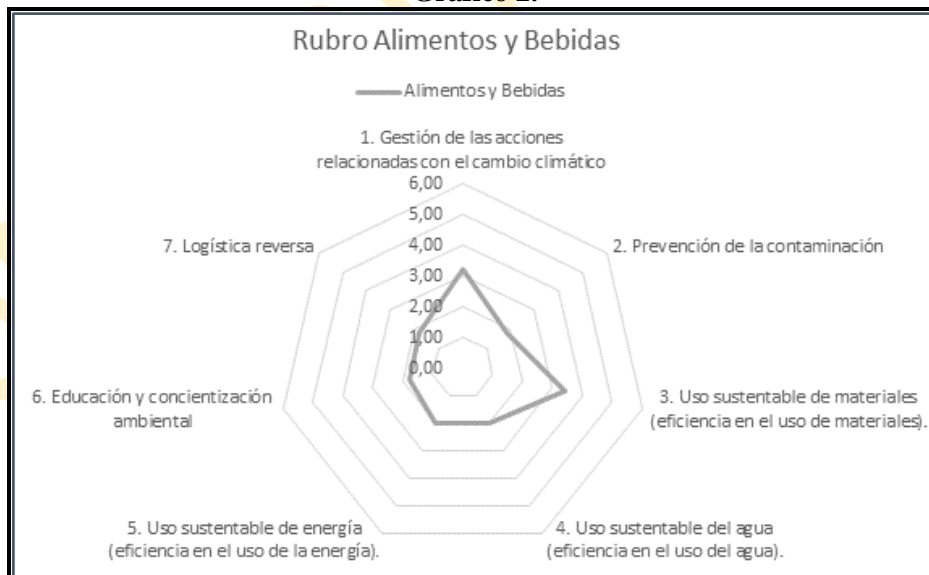 Gráfico 2.
Rubro Alimentos y Bebidas
Alimentos y Bebidas
1. Gestión de las acciones
relacionadas con el cambio climático
6,00
5,00
4,00
3,00
2,00
1,00
0,00
7. Logística reversa
2. Prevención de la contaminación
6. Educación y concientización
ambiental
3. Uso sustentable de materiales
(eficiencia en el uso de materiales).
5. Uso sustentable de energía
(eficiencia en el uso de la energía).
4. Uso sustentable del agua
(eficiencia en el uso del agua).